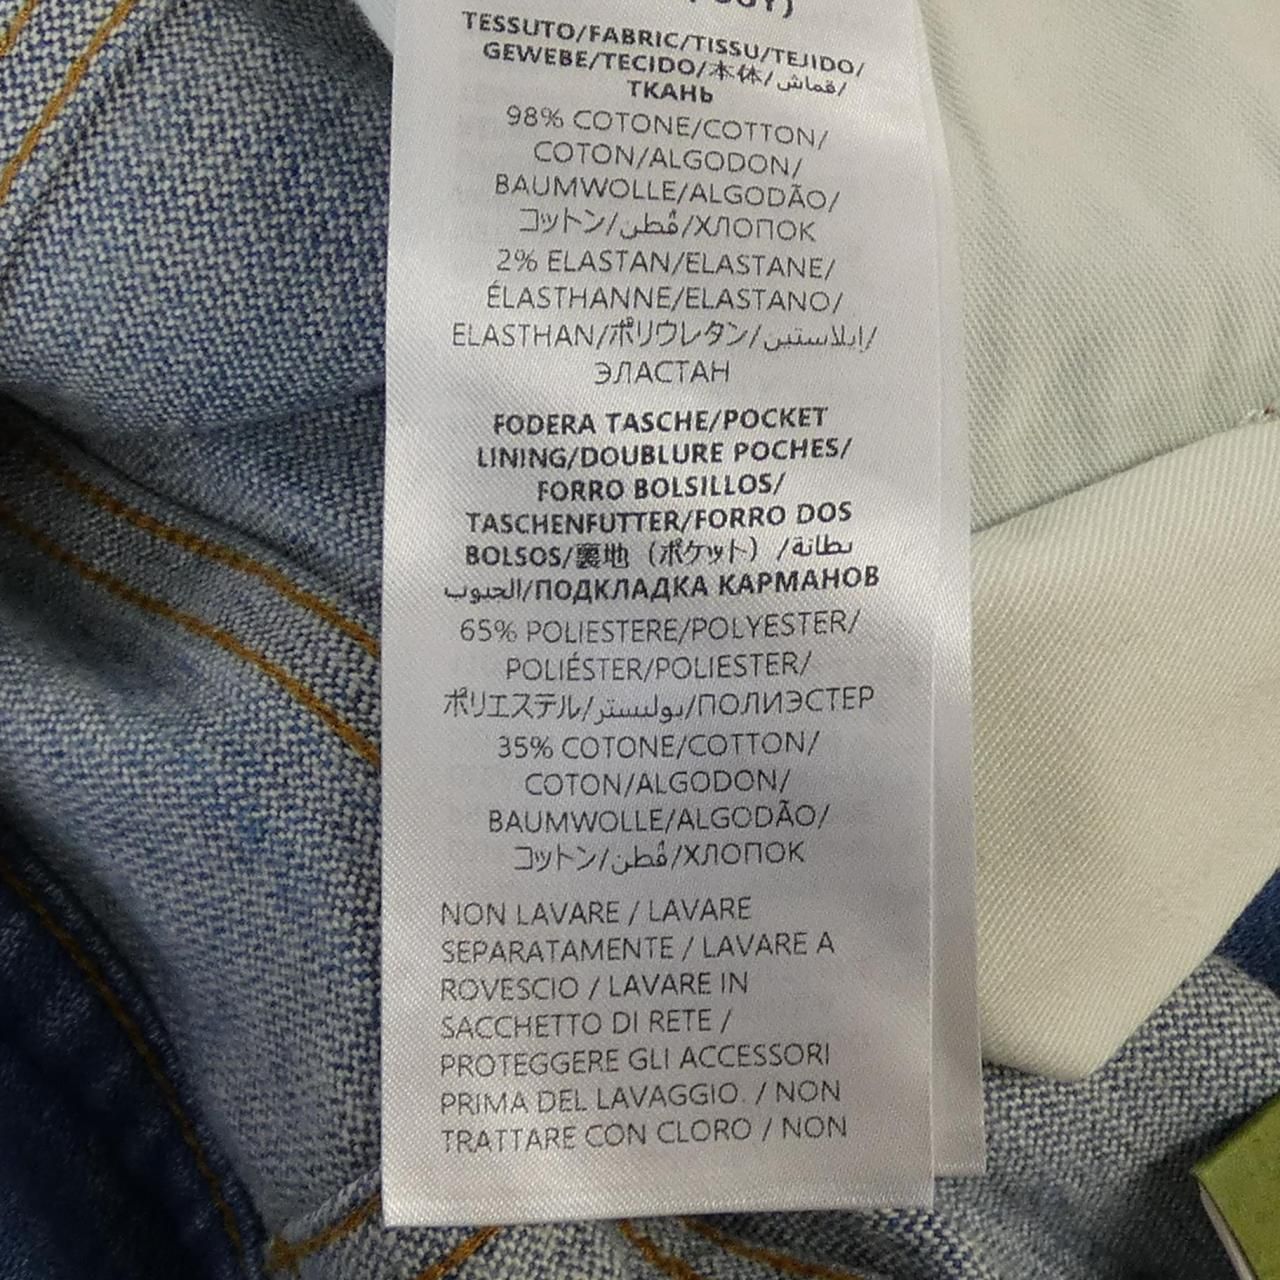 TESSUTO/FABRIC/TISSU/TEJIDO/
GEWEBE/TECIDO/本体/قماش/
ТКАНЬ
98% COTONE/COTTON/
COTON/ALGODON/
BAUMWOLLE/ALGODÃO/
コットン/قُطن/ХЛОПОК
2% ELASTAN/ELASTANE/
ÉLASTHANNE/ELASTANO/
ELASTHAN/ポリウレタン/إيلاستين/
ЭЛАСТАН
FODERA TASCHE/POCKET
LINING/DOUBLURE POCHES/
FORRO BOLSILLOS/
TASCHENFUTTER/FORRO DOS
BOLSOS/裏地（ポケット）/بطانة
الجيوب/ПОДКЛАДКА КАРМАНОВ
65% POLIESTERE/POLYESTER/
POLIÉSTER/POLIESTER/
ポリエステル/بوليستر/ПОЛИЭСТЕР
35% COTONE/COTTON/
COTON/ALGODON/
BAUMWOLLE/ALGODÃO/
コットン/قُطن/ХЛОПОК
NON LAVARE / LAVARE
SEPARATAMENTE / LAVARE A
ROVESCIO / LAVARE IN
SACCHETTO DI RETE /
PROTEGGERE GLI ACCESSORI
PRIMA DEL LAVAGGIO. / NON
TRATTARE CON CLORO / NON